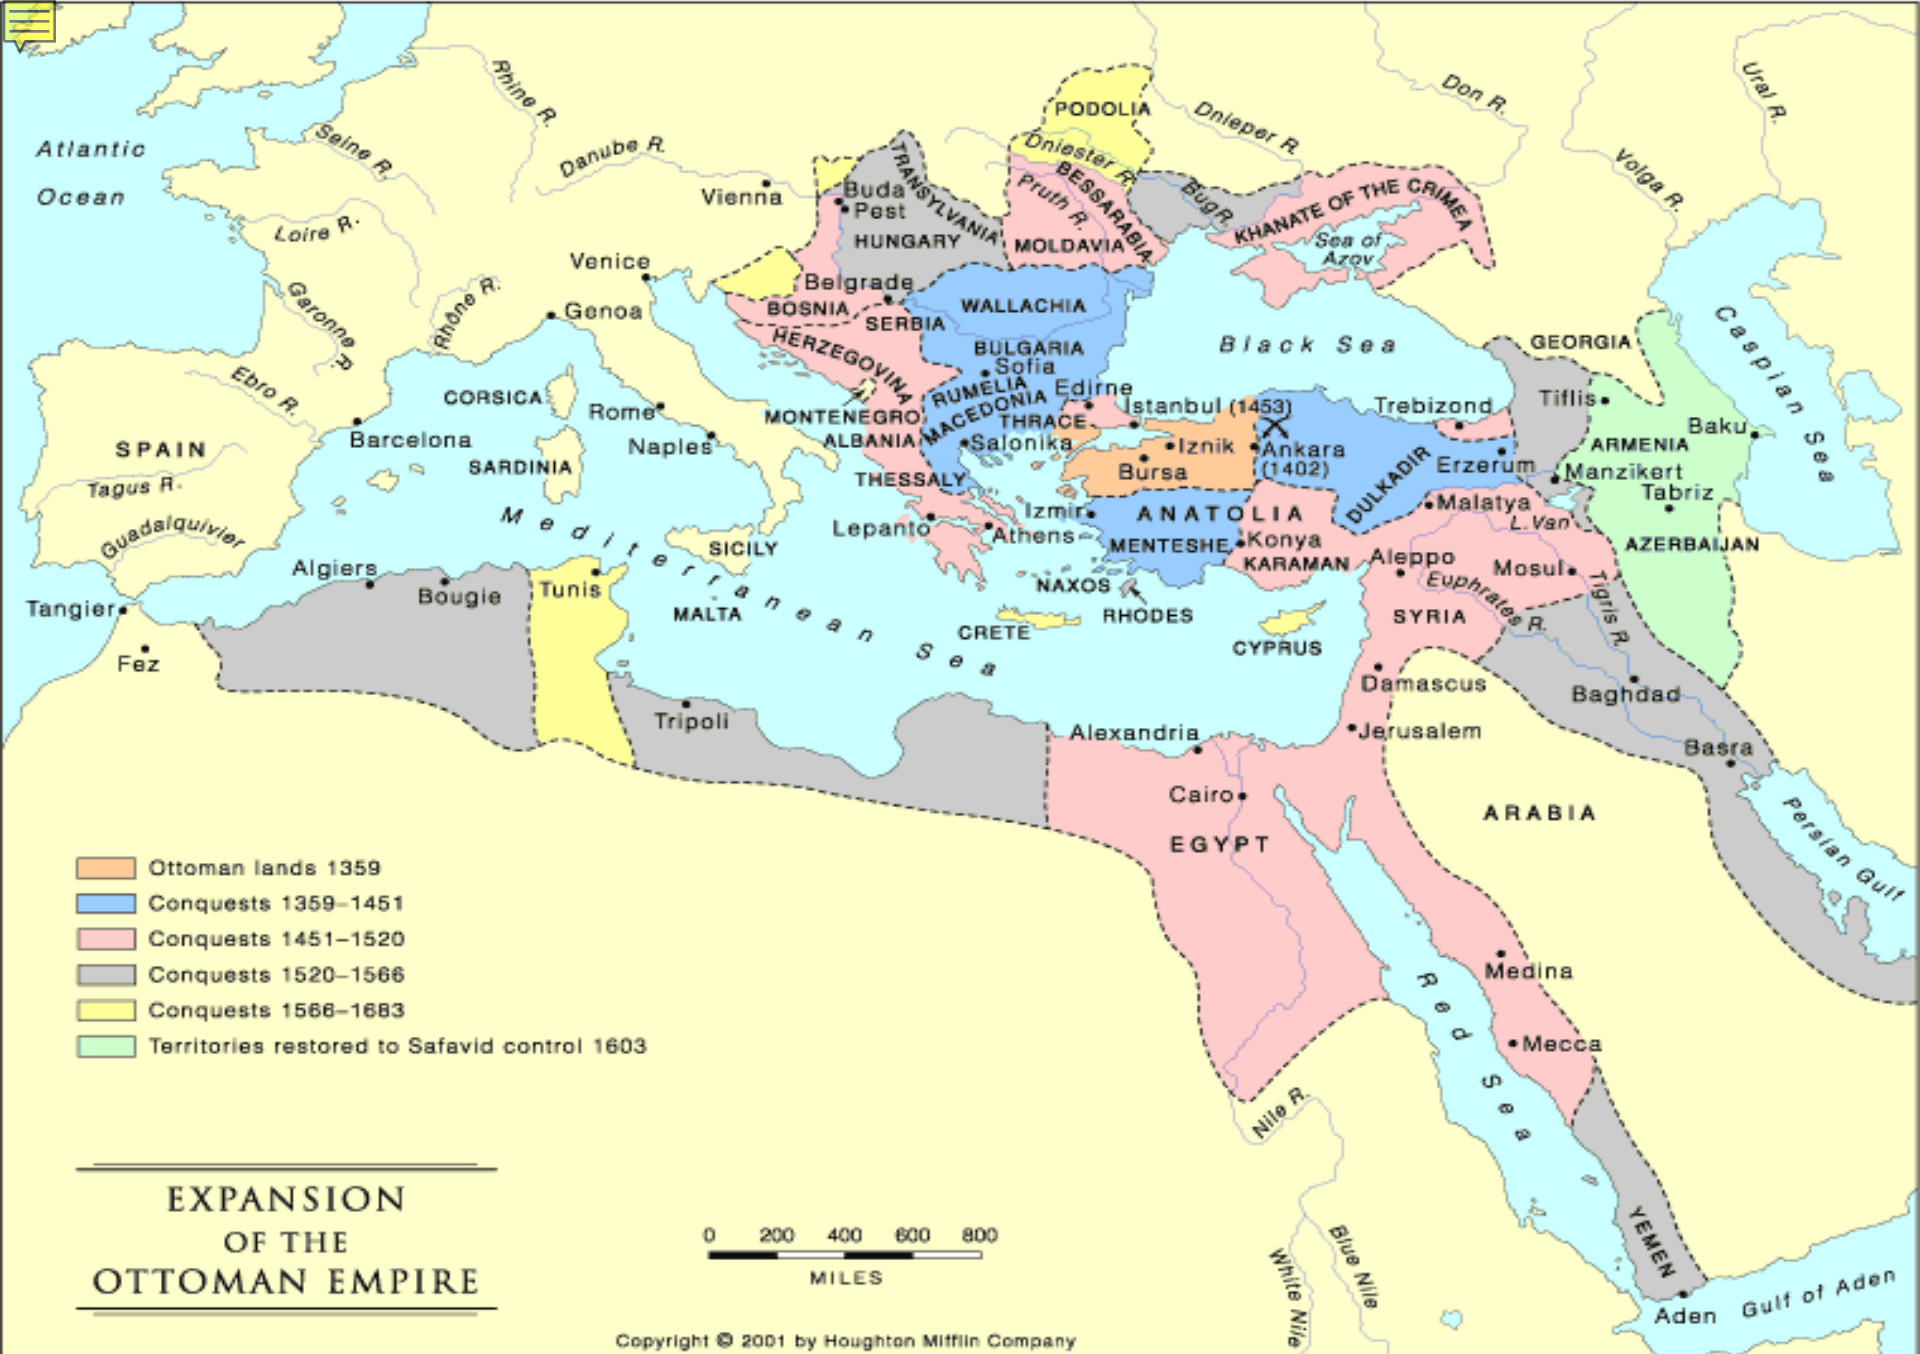 Atlantic
Ocean
Rhine R.
Seine R.
Danube R.
Loire R.
Garonne R.
Rhône R.
Ebro R.
Vienna
Venice
Genoa
PODOLIA
Dniester R.
Dnieper R.
Don R.
Ural R.
Volga R.
Buda
Pest
TRANSYLVANIA
HUNGARY
Pruth R.
BESSARABIA
MOLDAVIA
Bug R.
KHANATE OF THE CRIMEA
Sea of
Azov
Belgrade
BOSNIA
SERBIA
HERZEGOVINA
WALLACHIA
BULGARIA
Sofia
RUMELIA
MACEDONIA
Edirne
THRACE
Istanbul (1453)
Black Sea
GEORGIA
Caspian Sea
CORSICA
Rome
Naples
MONTENEGRO
ALBANIA
Salonika
Iznik
Bursa
Ankara
(1402)
Trebizond
Tiflis
ARMENIA
Baku
Barcelona
SPAIN
Tagus R.
Guadalquivier
SARDINIA
THESSALY
Lepanto
Athens
Izmir
ANATOLIA
MENTESHE
Konya
KARAMAN
DULKADIR
Erzerum
Manzikert
Tabriz
Malatya
L. Van
AZERBAIJAN
Mediterranean Sea
SICILY
Algiers
Bougie
Tunis
Tangier
Fez
MALTA
NAXOS
RHODES
CRETE
CYPRUS
Aleppo
Mosul
Euphrates R.
Tigris R.
SYRIA
Damascus
Baghdad
Tripoli
Alexandria
Jerusalem
Basra
Cairo
EGYPT
ARABIA
Persian Gulf
Ottoman lands 1359
Conquests 1359–1451
Conquests 1451–1520
Conquests 1520–1566
Conquests 1566–1683
Territories restored to Safavid control 1603
Medina
Red Sea
Mecca
Nile R.
YEMEN
Blue Nile
White Nile
Aden
Gulf of Aden
EXPANSION
OF THE
OTTOMAN EMPIRE
0 200 400 600 800
MILES
Copyright © 2001 by Houghton Mifflin Company